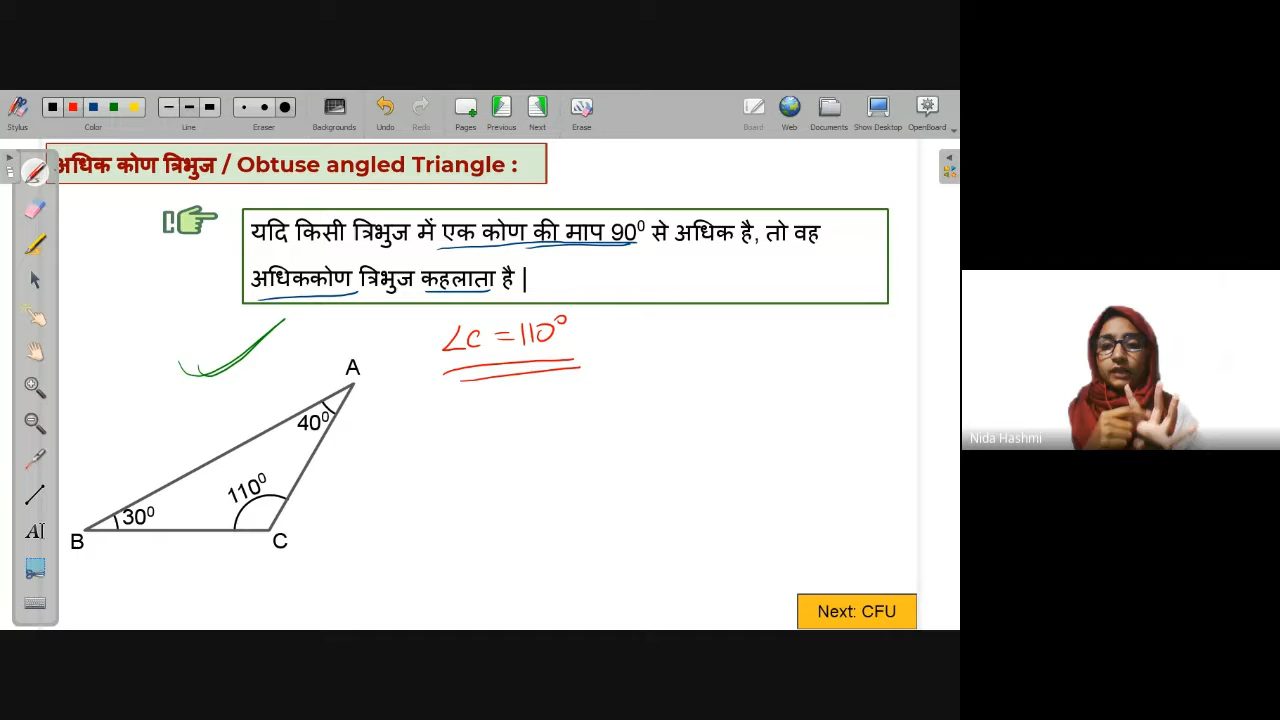 Stylus
Color
Line
Eraser
Backgrounds
Undo
Redo
Pages
Previous
Next
Erase
Board
Web
Documents
Show Desktop
OpenBoard
अधिक कोण त्रिभुज / Obtuse angled Triangle :
यदि किसी त्रिभुज में एक कोण की माप 90⁰ से अधिक है, तो वह
अधिककोण त्रिभुज कहलाता है |
∠C = 110°
A
40⁰
110⁰
30⁰
B
C
Nida Hashmi
Next: CFU